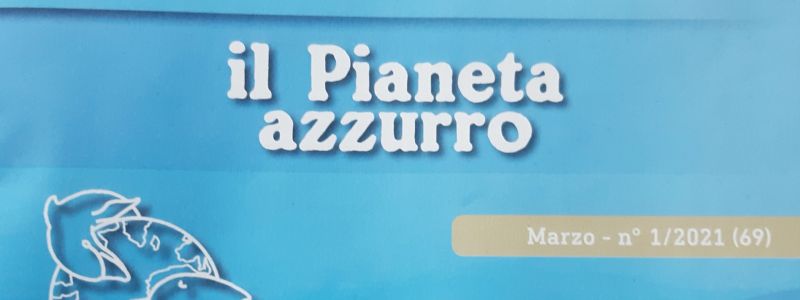 il Pianeta
azzurro
Marzo - n° 1/2021 (69)